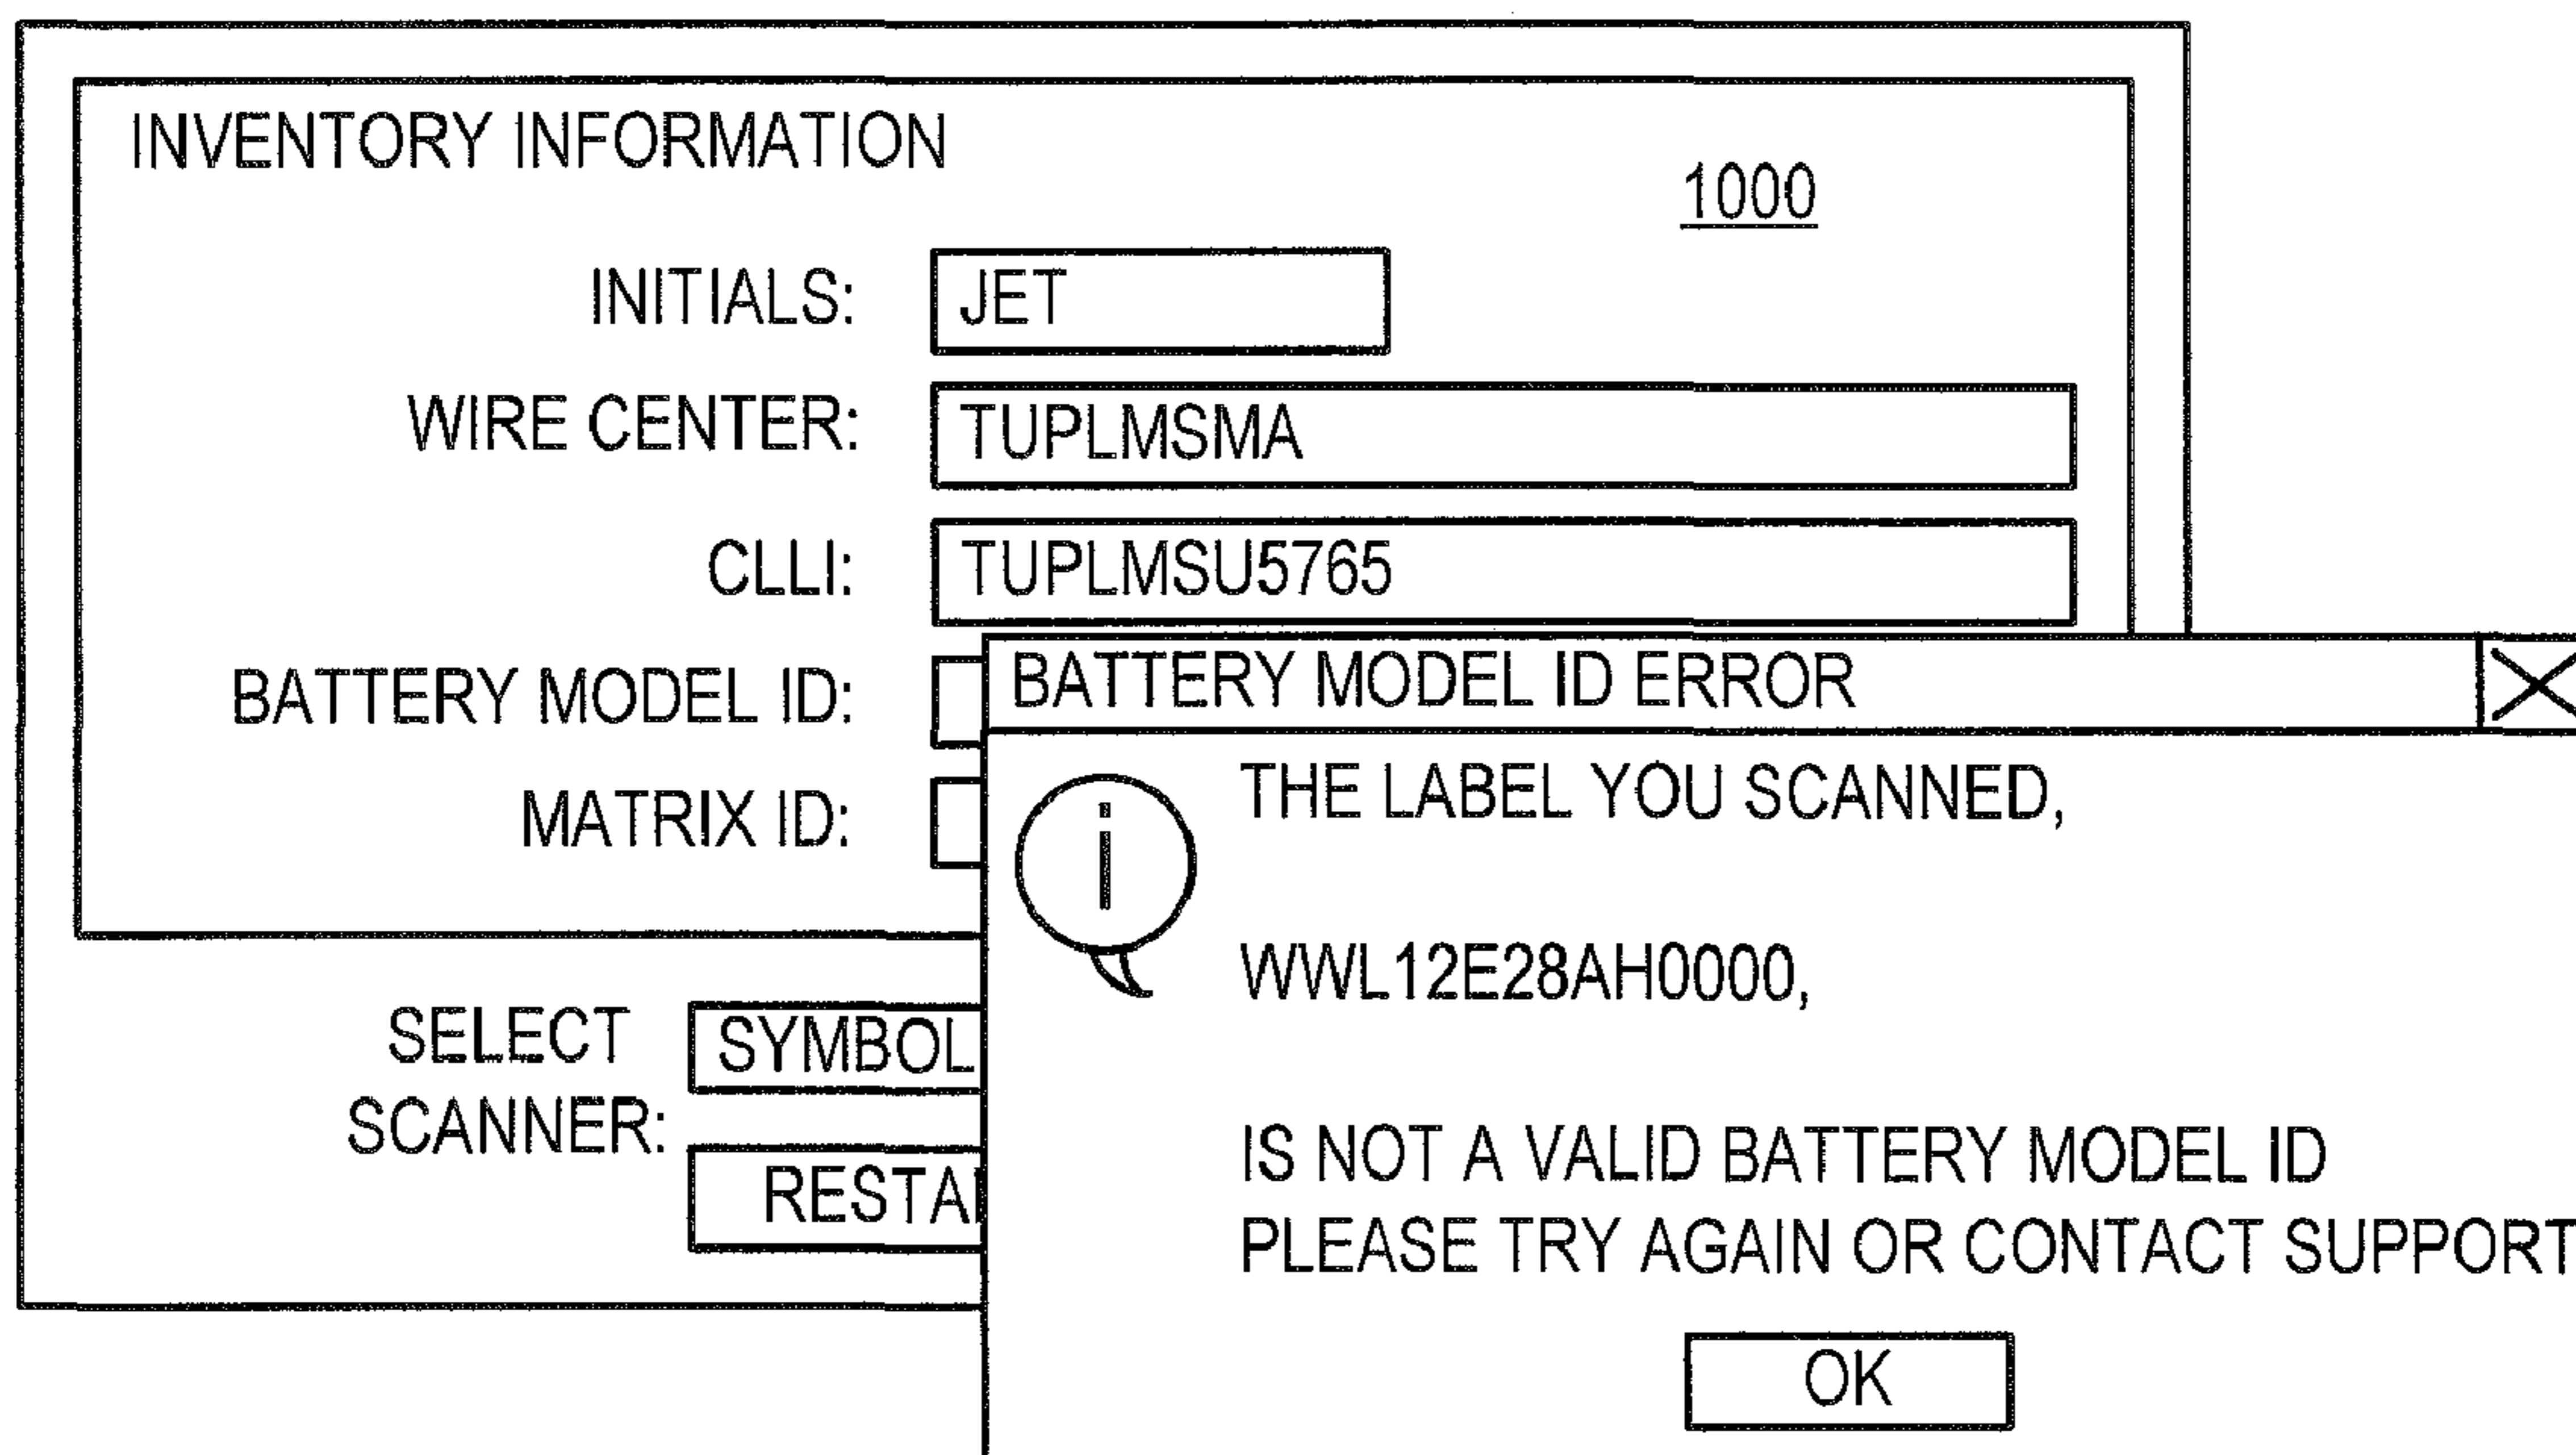 INVENTORY INFORMATION
1000
INITIALS: JET
WIRE CENTER: TUPLMSMA
CLLI: TUPLMSU5765
BATTERY MODEL ID:
MATRIX ID:
SELECT SCANNER: SYMBOL
BATTERY MODEL ID ERROR
i
THE LABEL YOU SCANNED,
WWL12E28AH0000,
IS NOT A VALID BATTERY MODEL ID
PLEASE TRY AGAIN OR CONTACT SUPPORT
OK